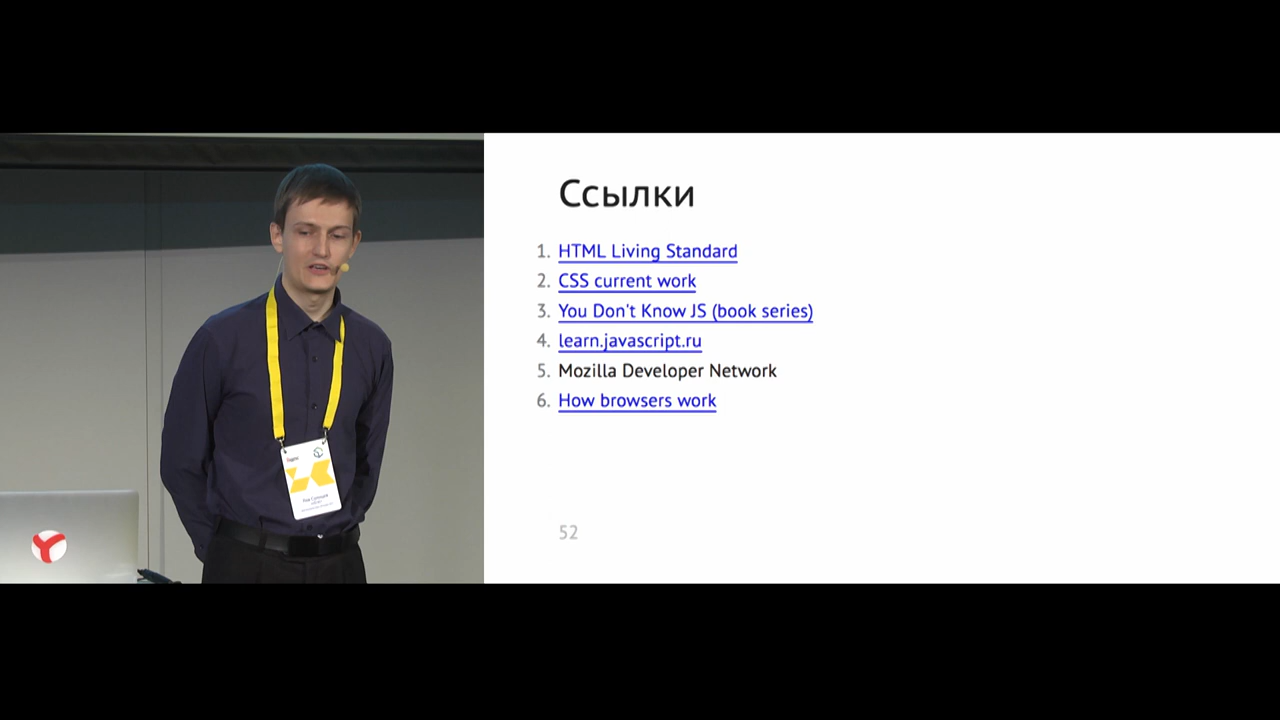 Ссылки
1. HTML Living Standard
2. CSS current work
3. You Don't Know JS (book series)
4. learn.javascript.ru
5. Mozilla Developer Network
6. How browsers work
52